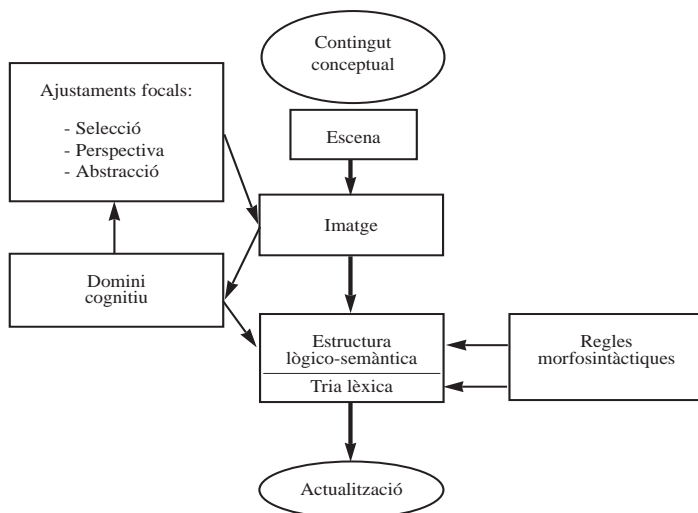 Contingut
conceptual
Ajustaments focals:
- Selecció
- Perspectiva
- Abstracció
Escena
Imatge
Domini
cognitiu
Estructura
lògico-semàntica
Tria lèxica
Regles
morfosintàctiques
Actualització